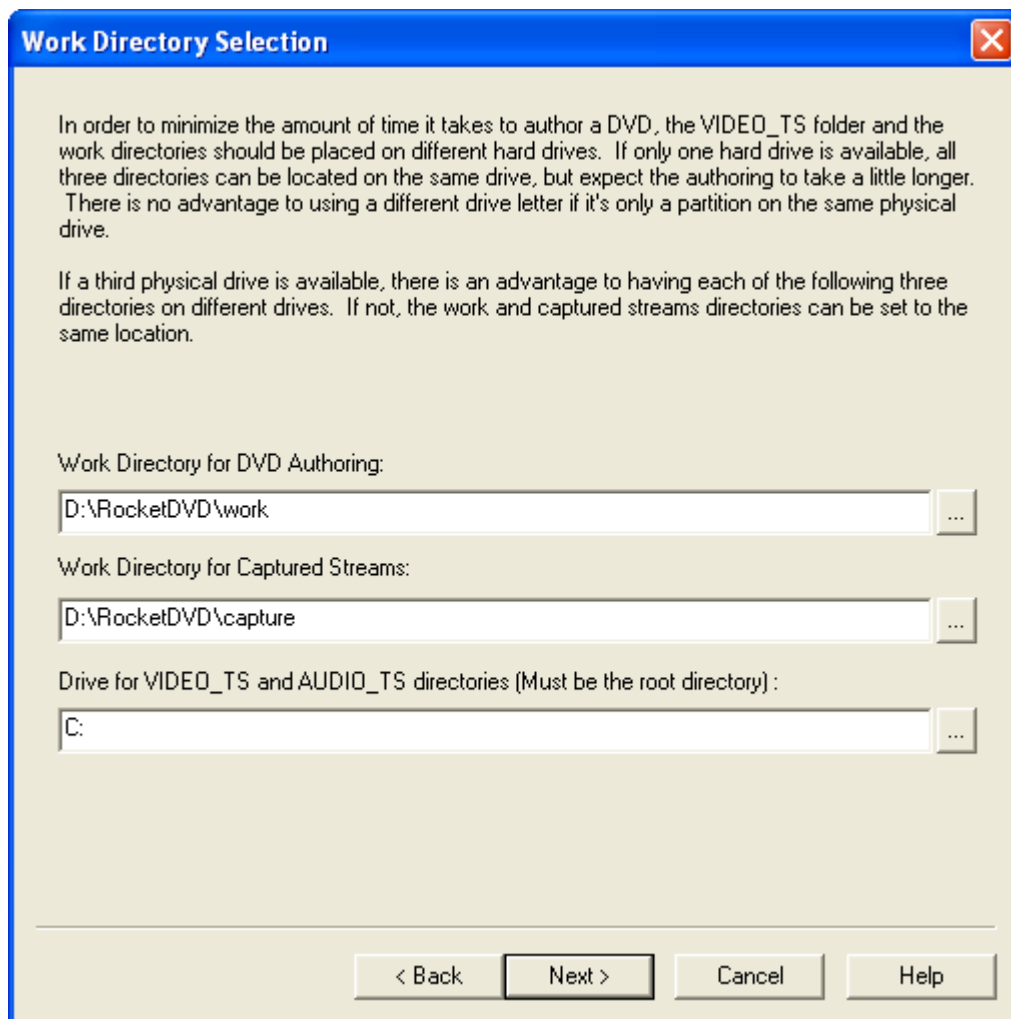 Work Directory Selection
In order to minimize the amount of time it takes to author a DVD, the VIDEO_TS folder and the
work directories should be placed on different hard drives.  If only one hard drive is available, all
three directories can be located on the same drive, but expect the authoring to take a little longer.
 There is no advantage to using a different drive letter if it's only a partition on the same physical
drive.
If a third physical drive is available, there is an advantage to having each of the following three
directories on different drives.  If not, the work and captured streams directories can be set to the
same location.
Work Directory for DVD Authoring:
D:\RocketDVD\work
...
Work Directory for Captured Streams:
D:\RocketDVD\capture
...
Drive for VIDEO_TS and AUDIO_TS directories (Must be the root directory) :
C:
...
< Back
Next >
Cancel
Help